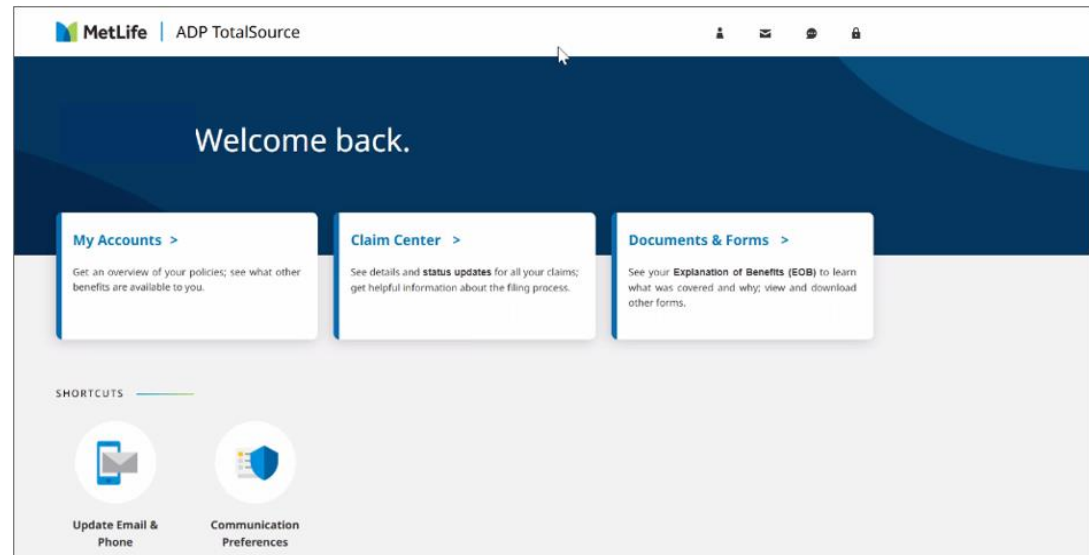 MetLife | ADP TotalSource
Welcome back.
My Accounts >
Get an overview of your policies; see what other
benefits are available to you.
Claim Center >
See details and status updates for all your claims;
get helpful information about the filing process.
Documents & Forms >
See your Explanation of Benefits (EOB) to learn
what was covered and why; view and download
other forms.
SHORTCUTS
Update Email &
Phone
Communication
Preferences